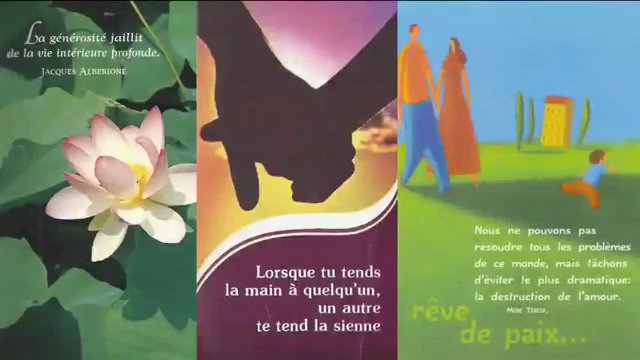 La générosité jaillit
de la vie intérieure profonde.
JACQUES ALBERIONE
Lorsque tu tends
la main à quelqu'un,
un autre
te tend la sienne
Nous ne pouvons pas
résoudre tous les problèmes
de ce monde, mais tâchons
d'éviter le plus dramatique:
la destruction de l'amour.
rêve
de paix...